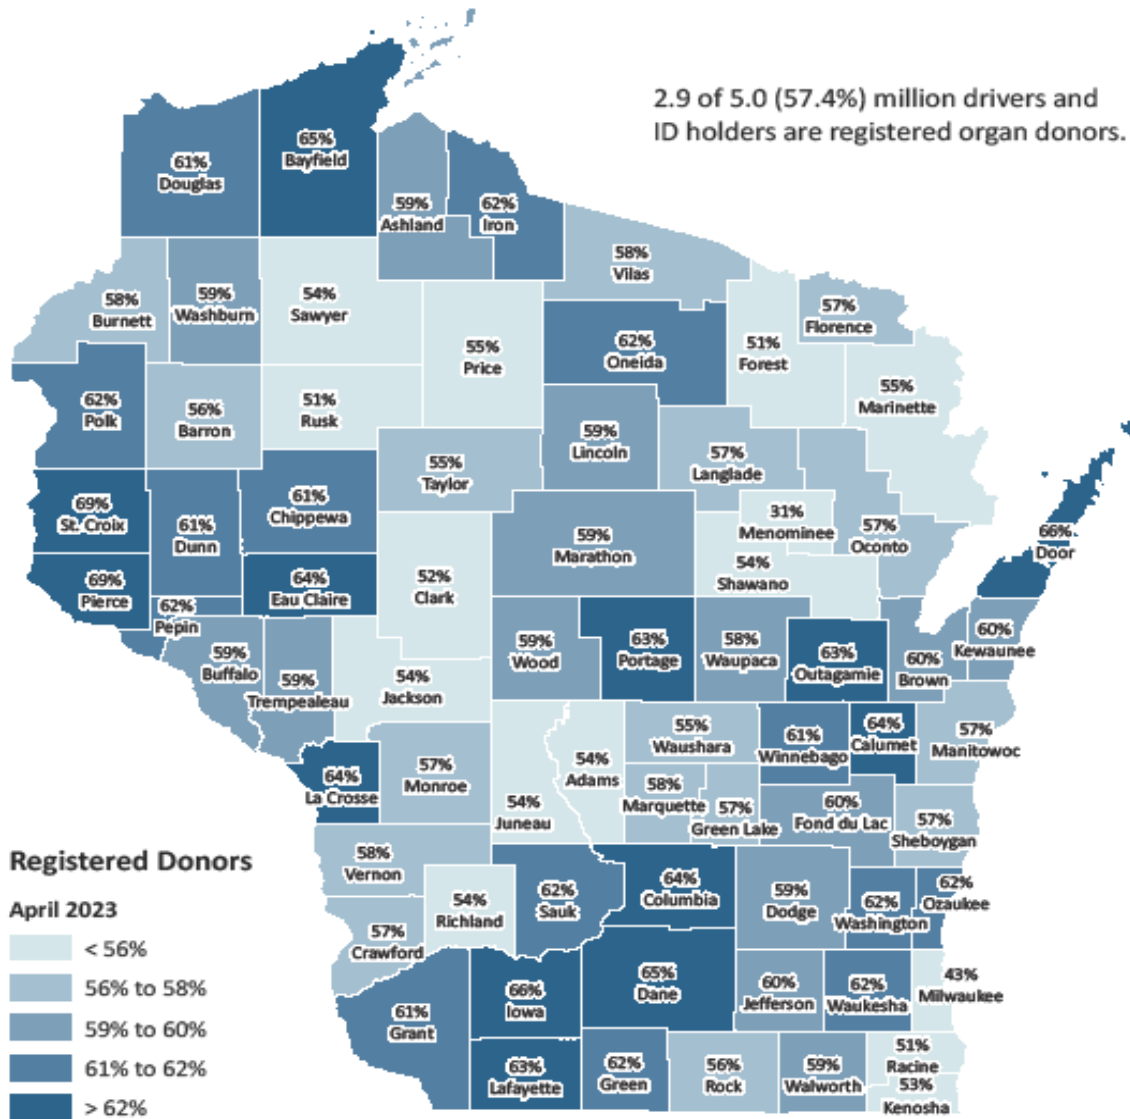 2.9 of 5.0 (57.4%) million drivers and
ID holders are registered organ donors.
65%
Bayfield
61%
Douglas
59%
Ashland
62%
Iron
58%
Vilas
58%
Burnett
59%
Washburn
54%
Sawyer
55%
Price
62%
Oneida
51%
Forest
57%
Florence
55%
Marinette
62%
Polk
56%
Barron
51%
Rusk
59%
Lincoln
55%
Taylor
57%
Langlade
69%
St. Croix
61%
Dunn
61%
Chippewa
59%
Marathon
31%
Menominee
54%
Shawano
57%
Oconto
66%
Door
69%
Pierce
62%
Pepin
64%
Eau Claire
52%
Clark
59%
Buffalo
59%
Trempealeau
54%
Jackson
59%
Wood
63%
Portage
58%
Waupaca
63%
Outagamie
60%
Brown
60%
Kewaunee
64%
La Crosse
57%
Monroe
54%
Juneau
54%
Adams
55%
Waushara
61%
Winnebago
64%
Calumet
57%
Manitowoc
58%
Marquette
57%
Green Lake
60%
Fond du Lac
57%
Sheboygan
58%
Vernon
54%
Richland
62%
Sauk
64%
Columbia
59%
Dodge
62%
Washington
62%
Ozaukee
57%
Crawford
61%
Grant
66%
Iowa
65%
Dane
60%
Jefferson
62%
Waukesha
43%
Milwaukee
63%
Lafayette
62%
Green
56%
Rock
59%
Walworth
51%
Racine
53%
Kenosha
Registered Donors
April 2023
< 56%
56% to 58%
59% to 60%
61% to 62%
> 62%